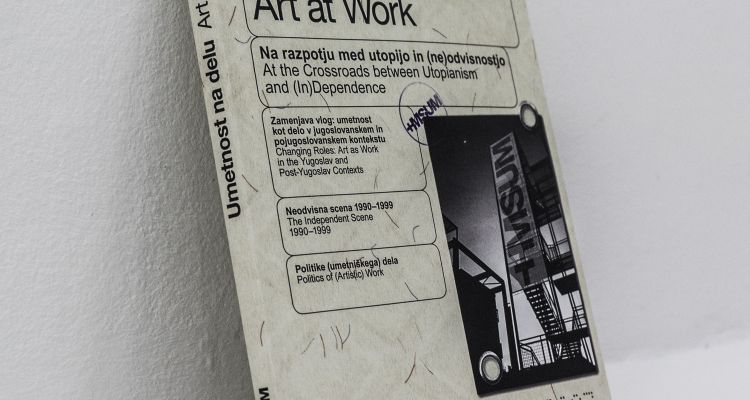 Art at Work
Na razpotju med utopijo in (ne)odvisnostjo
At the Crossroads between Utopianism
and (In)Dependence
+MSUM
Zamenjava vlog: umetnost
kot delo v jugoslovanskem in
pojugoslovanskem kontekstu
Changing Roles: Art as Work
in the Yugoslav and
Post-Yugoslav Contexts
Neodvisna scena 1990–1999
The Independent Scene
1990–1999
Politike (umetniškega) dela
Politics of (Artistic) Work
+MSUM
Umetnost na delu Art